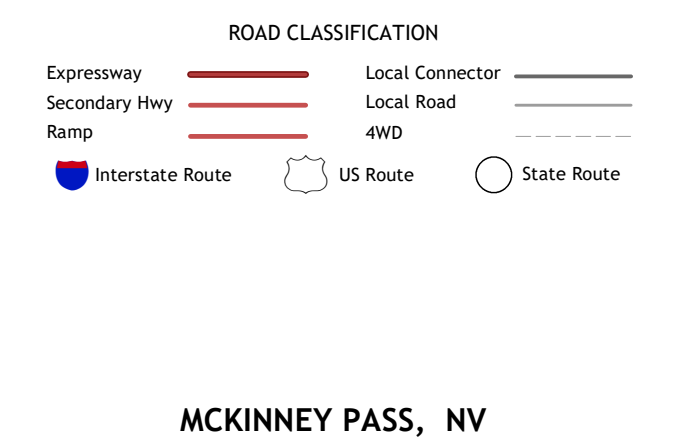 ROAD CLASSIFICATION
Expressway
Local Connector
Secondary Hwy
Local Road
Ramp
4WD
Interstate Route
US Route
State Route
MCKINNEY PASS, NV